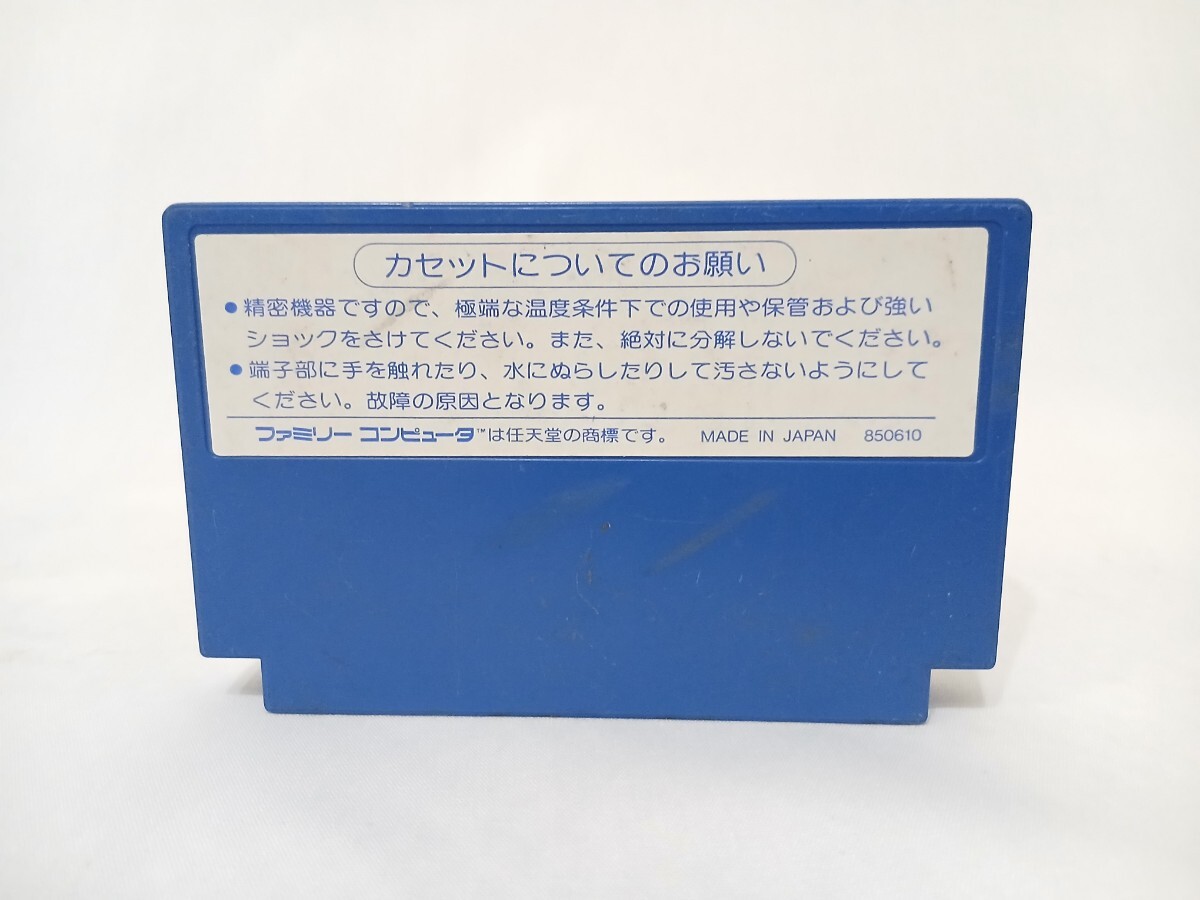 カセットについてのお願い
●精密機器ですので、極端な温度条件下での使用や保管および強い
ショックをさけてください。また、絶対に分解しないでください。
●端子部に手を触れたり、水にぬらしたりして汚さないようにして
ください。故障の原因となります。
ファミリー コンピュータ™は任天堂の商標です。 MADE IN JAPAN 850610